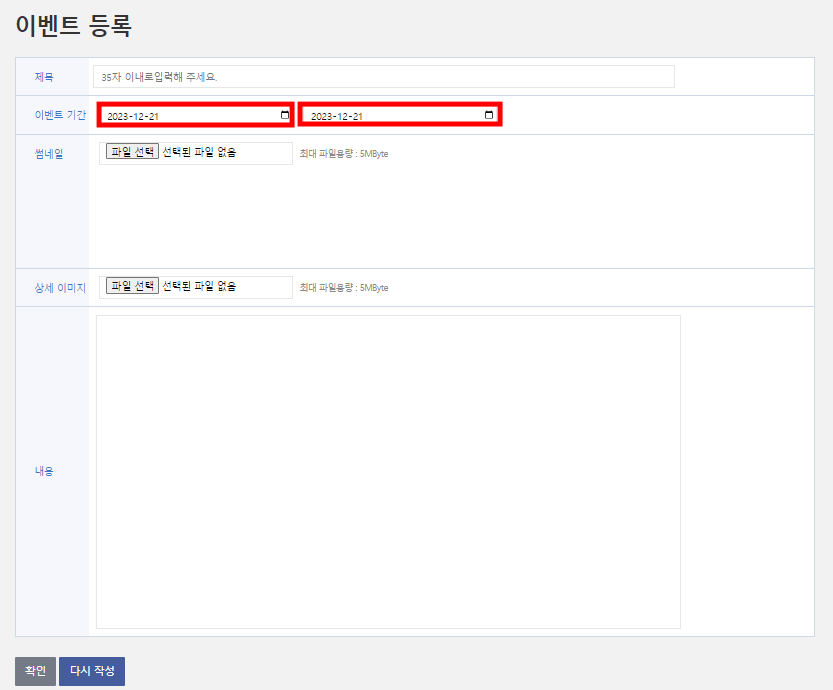 이벤트 등록
제목 35자 이내로입력해 주세요.
이벤트 기간 2023-12-21 2023-12-21
썸네일 파일 선택 선택된 파일 없음 최대 파일용량 : 5MByte
상세 이미지 파일 선택 선택된 파일 없음 최대 파일용량 : 5MByte
내용
확인 다시 작성